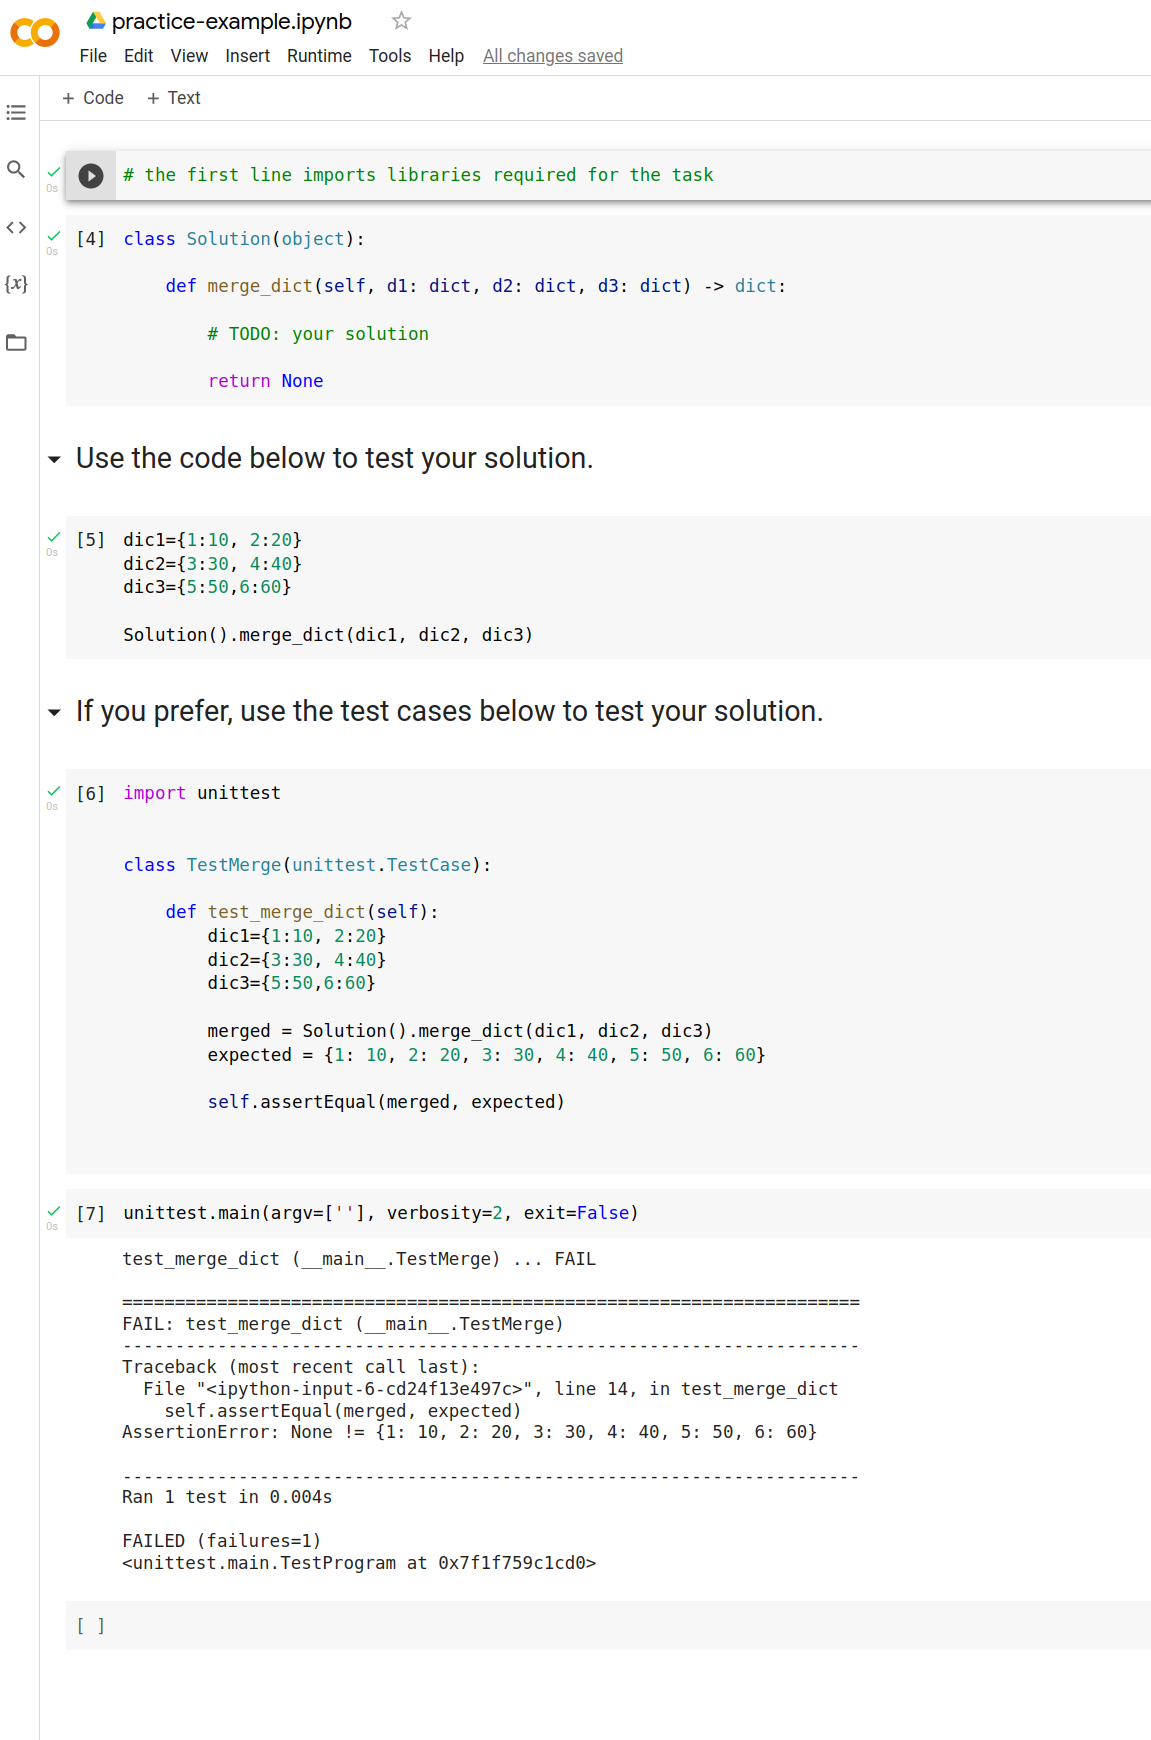 practice-example.ipynb
File Edit View Insert Runtime Tools Help All changes saved
+ Code + Text
0s
# the first line imports libraries required for the task
0s
[4] class Solution(object):
    def merge_dict(self, d1: dict, d2: dict, d3: dict) -> dict:
        # TODO: your solution
        return None
Use the code below to test your solution.
0s
[5] dic1={1:10, 2:20}
dic2={3:30, 4:40}
dic3={5:50,6:60}
Solution().merge_dict(dic1, dic2, dic3)
If you prefer, use the test cases below to test your solution.
0s
[6] import unittest
class TestMerge(unittest.TestCase):
    def test_merge_dict(self):
        dic1={1:10, 2:20}
        dic2={3:30, 4:40}
        dic3={5:50,6:60}
        merged = Solution().merge_dict(dic1, dic2, dic3)
        expected = {1: 10, 2: 20, 3: 30, 4: 40, 5: 50, 6: 60}
        self.assertEqual(merged, expected)
0s
[7] unittest.main(argv=[''], verbosity=2, exit=False)
test_merge_dict (__main__.TestMerge) ... FAIL
======================================================================
FAIL: test_merge_dict (__main__.TestMerge)
----------------------------------------------------------------------
Traceback (most recent call last):
  File "<ipython-input-6-cd24f13e497c>", line 14, in test_merge_dict
    self.assertEqual(merged, expected)
AssertionError: None != {1: 10, 2: 20, 3: 30, 4: 40, 5: 50, 6: 60}
----------------------------------------------------------------------
Ran 1 test in 0.004s
FAILED (failures=1)
<unittest.main.TestProgram at 0x7f1f759c1cd0>
[ ]